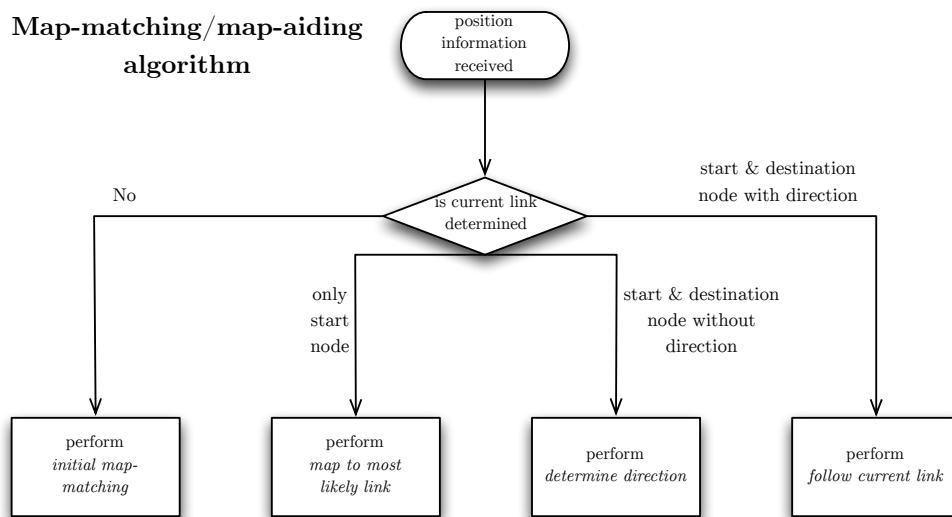 Map-matching/map-aiding
algorithm
position
information
received
is current link
determined
No
only
start
node
start & destination
node without
direction
start & destination
node with direction
perform
initial map-
matching
perform
map to most
likely link
perform
determine direction
perform
follow current link